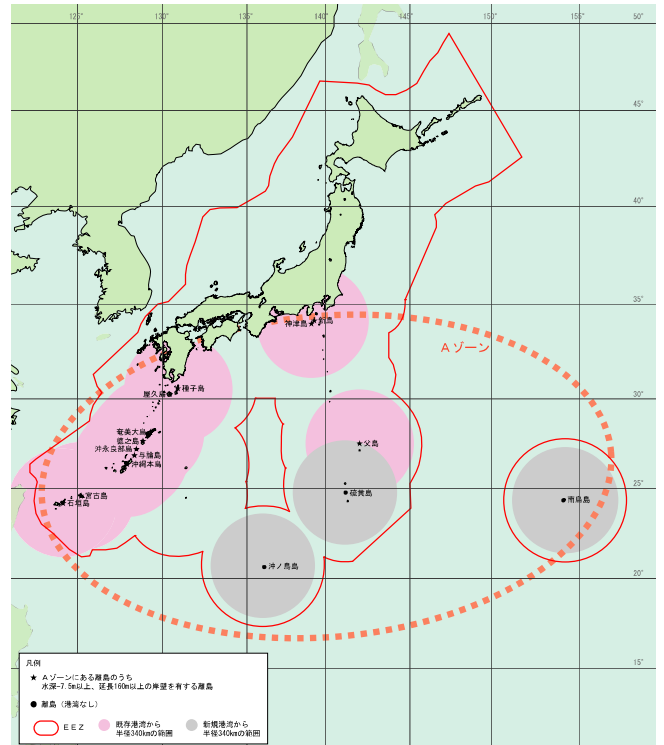 125° 130° 135° 140° 145° 150° 155° 50°
45°
40°
35°
神津島 ★新島
Aゾーン
★種子島
屋久島
30°
奄美大島
徳之島
沖永良部島
★与論島
★沖縄本島
★父島
25°
★宮古島
★石垣島
硫黄島
南鳥島
沖ノ鳥島
20°
15°
凡例
★ Aゾーンにある離島のうち
水深-7.5m以上、延長160m以上の岸壁を有する離島
● 離島（港湾なし）
EEZ 既存港湾から 新規港湾から
半径340kmの範囲 半径340kmの範囲